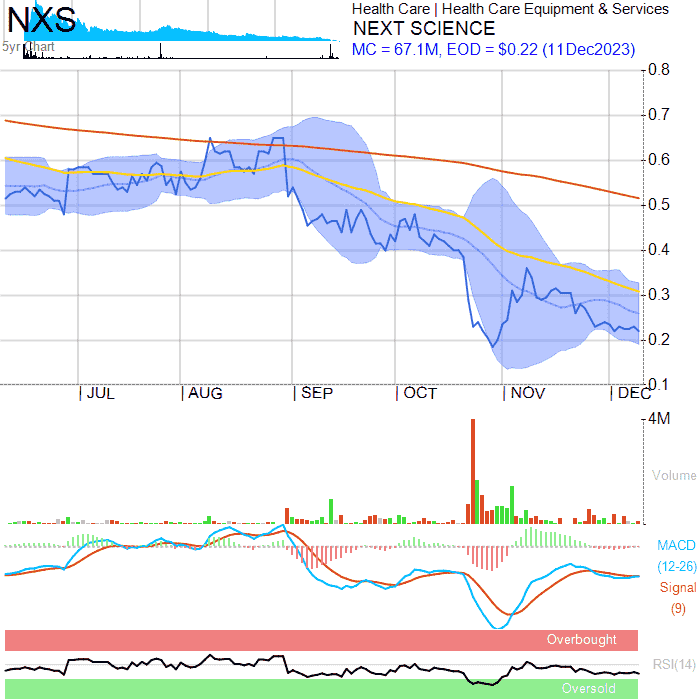 NXS
5yr Chart
Health Care | Health Care Equipment & Services
NEXT SCIENCE
MC = 67.1M, EOD = $0.22 (11Dec2023)
0.8
0.7
0.6
0.5
0.4
0.3
0.2
0.1
JUL AUG SEP OCT NOV DEC
4M
Volume
MACD
(12-26)
Signal
(9)
Overbought
RSI(14)
Oversold